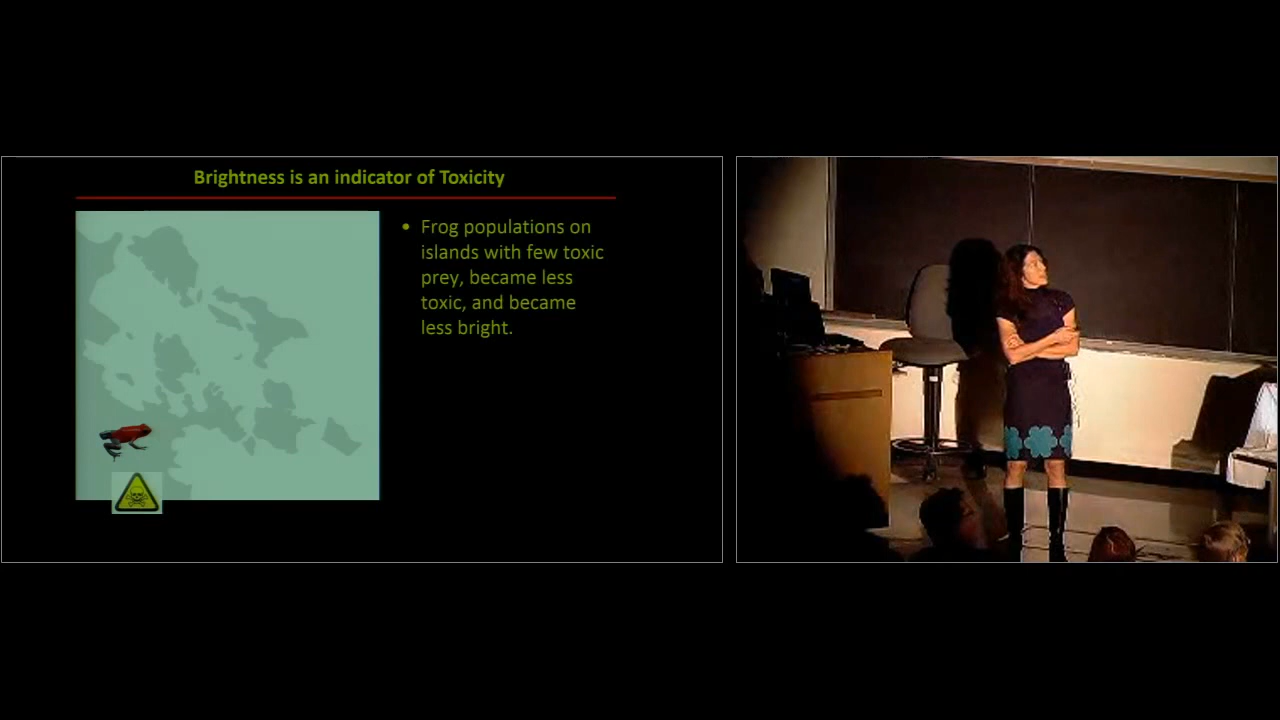 Brightness is an indicator of Toxicity
• Frog populations on
islands with few toxic
prey, became less
toxic, and became
less bright.